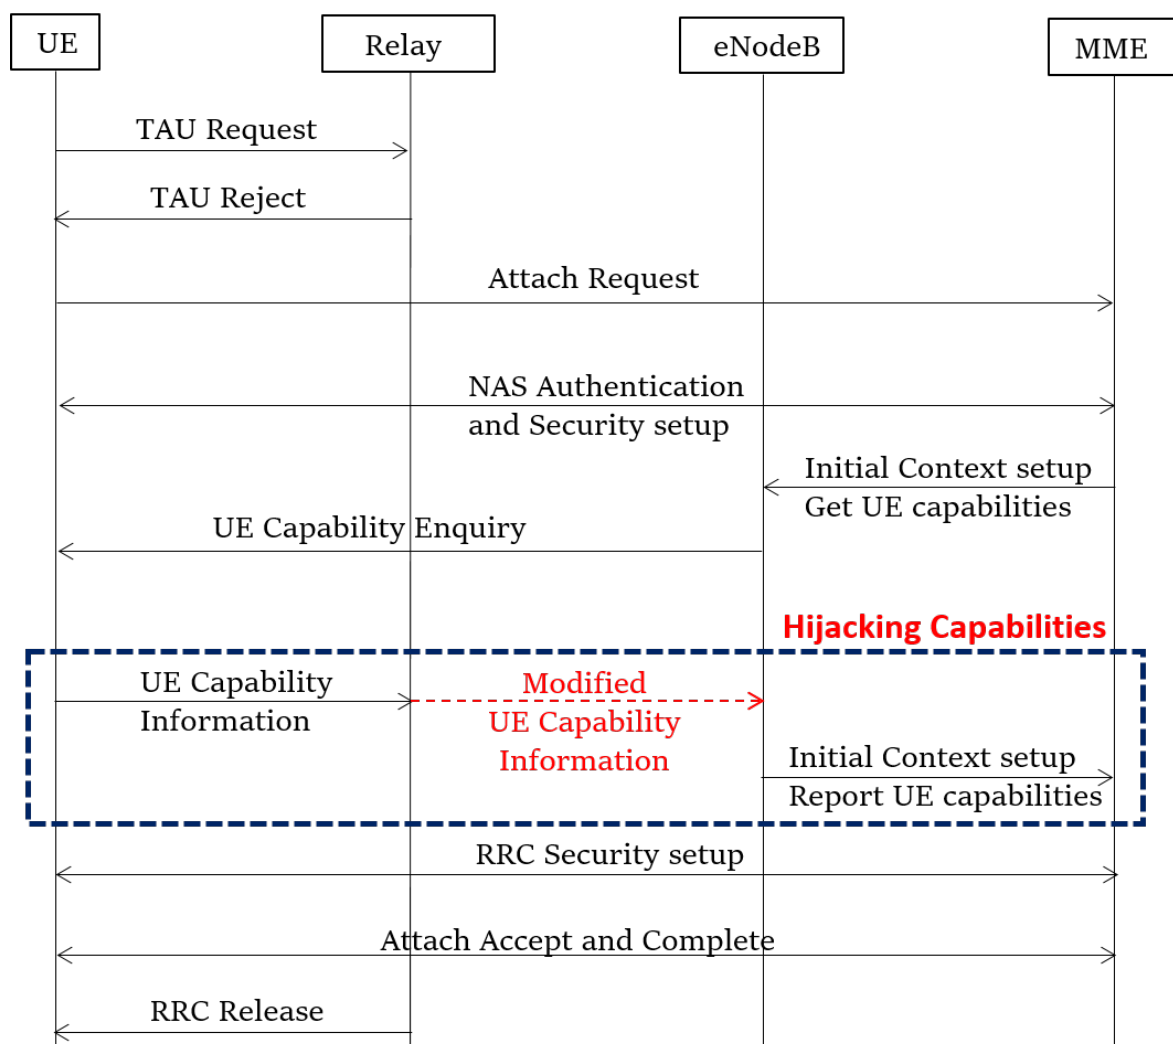 UE
Relay
eNodeB
MME
TAU Request
TAU Reject
Attach Request
NAS Authentication
and Security setup
Initial Context setup
Get UE capabilities
UE Capability Enquiry
Hijacking Capabilities
UE Capability
Information
Modified
UE Capability
Information
Initial Context setup
Report UE capabilities
RRC Security setup
Attach Accept and Complete
RRC Release